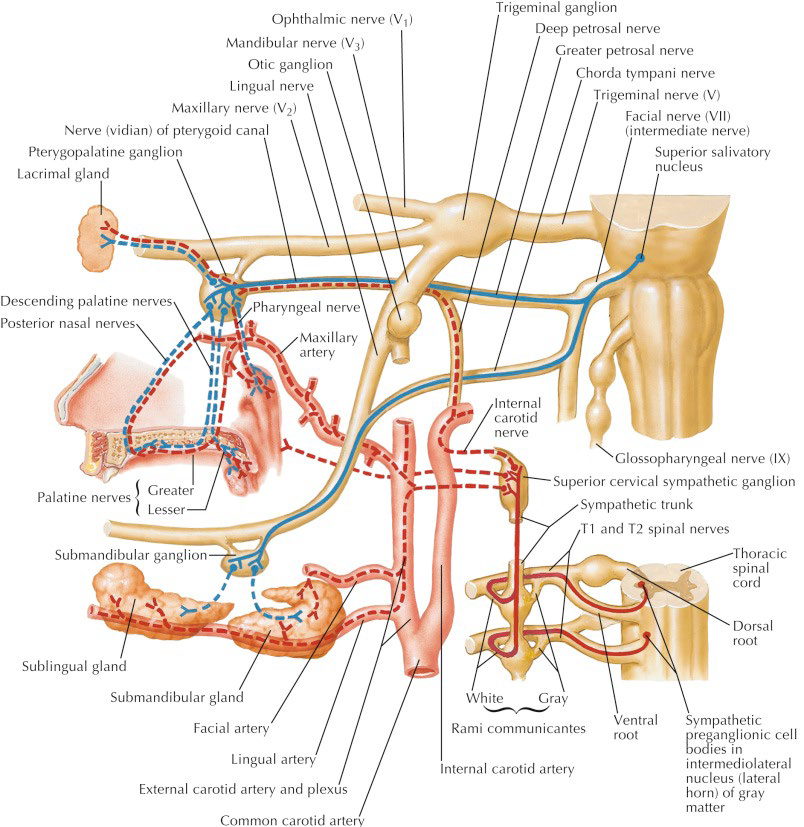 Ophthalmic nerve (V1)
Mandibular nerve (V3)
Otic ganglion
Lingual nerve
Maxillary nerve (V2)
Nerve (vidian) of pterygoid canal
Pterygopalatine ganglion
Lacrimal gland
Trigeminal ganglion
Deep petrosal nerve
Greater petrosal nerve
Chorda tympani nerve
Trigeminal nerve (V)
Facial nerve (VII)
(intermediate nerve)
Superior salivatory
nucleus
Descending palatine nerves
Posterior nasal nerves
Pharyngeal nerve
Maxillary
artery
Internal
carotid
nerve
Glossopharyngeal nerve (IX)
Superior cervical sympathetic ganglion
Sympathetic trunk
T1 and T2 spinal nerves
Palatine nerves { Greater
Lesser
Submandibular ganglion
Thoracic
spinal
cord
Dorsal
root
Sublingual gland
Submandibular gland
Facial artery
Lingual artery
External carotid artery and plexus
Common carotid artery
Internal carotid artery
White Gray
Rami communicantes
Ventral
root
Sympathetic
preganglionic cell
bodies in
intermediolateral
nucleus (lateral
horn) of gray
matter